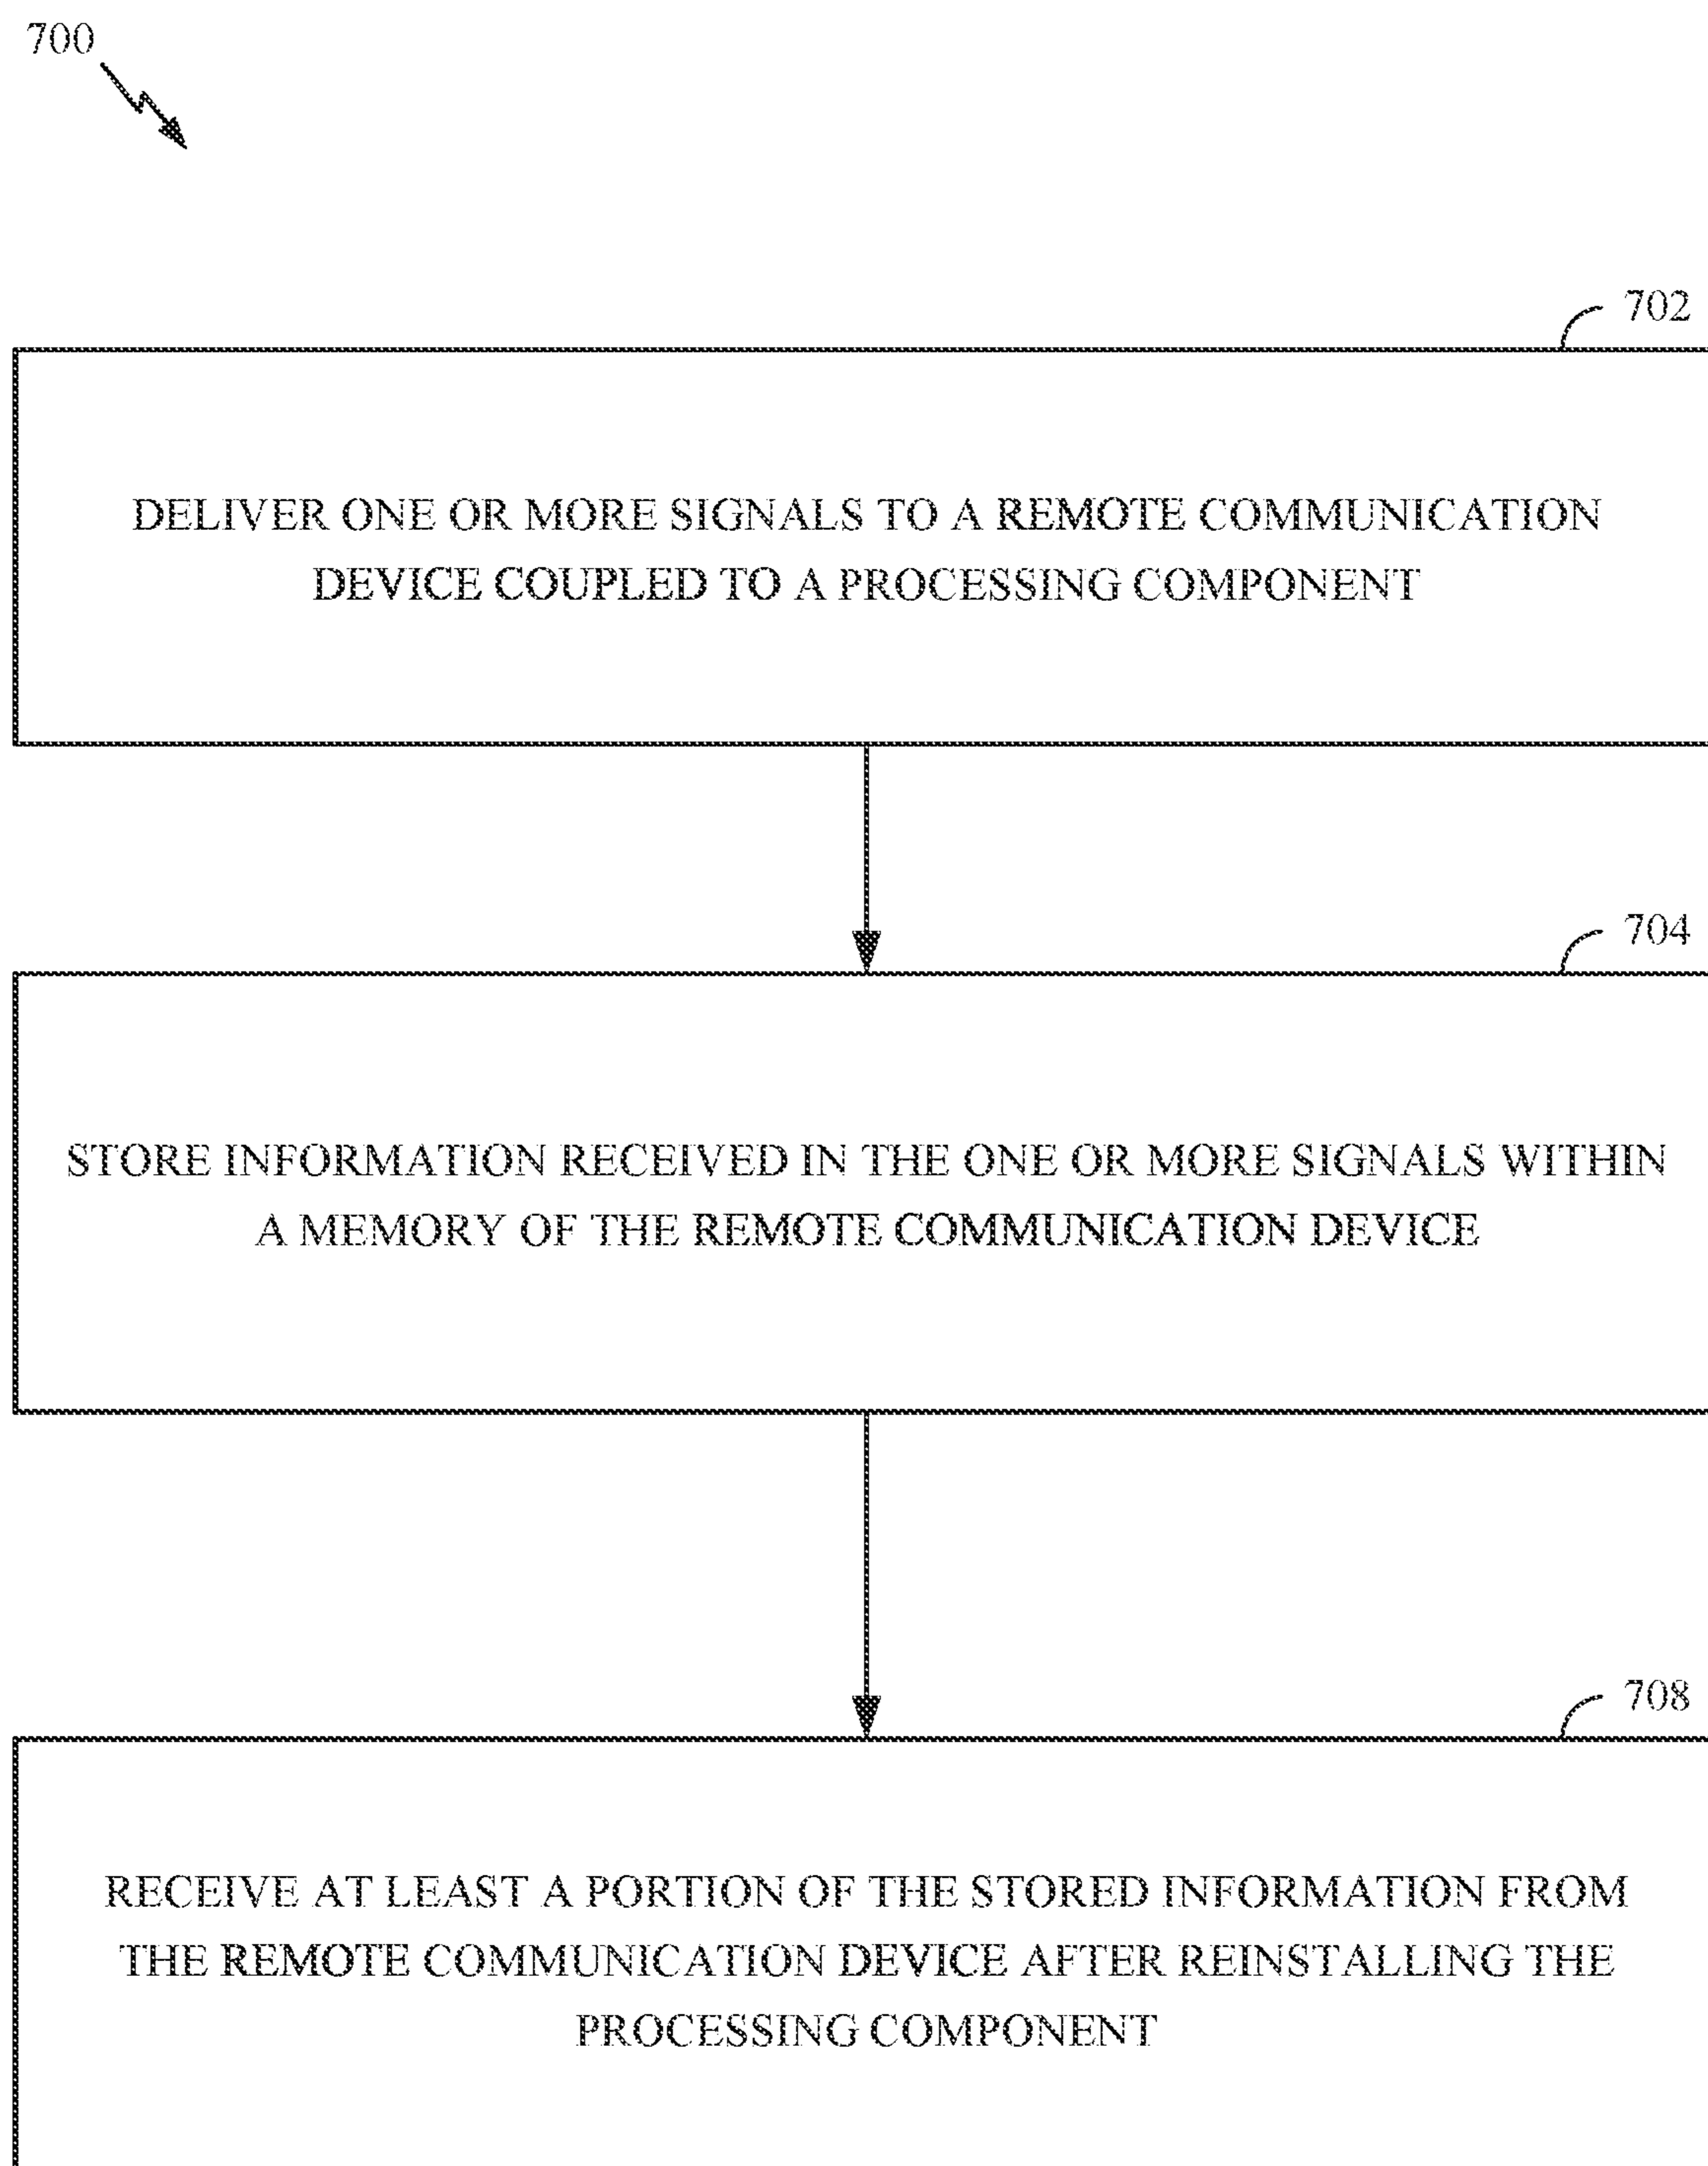 700
702
DELIVER ONE OR MORE SIGNALS TO A REMOTE COMMUNICATION
DEVICE COUPLED TO A PROCESSING COMPONENT
704
STORE INFORMATION RECEIVED IN THE ONE OR MORE SIGNALS WITHIN
A MEMORY OF THE REMOTE COMMUNICATION DEVICE
708
RECEIVE AT LEAST A PORTION OF THE STORED INFORMATION FROM
THE REMOTE COMMUNICATION DEVICE AFTER REINSTALLING THE
PROCESSING COMPONENT